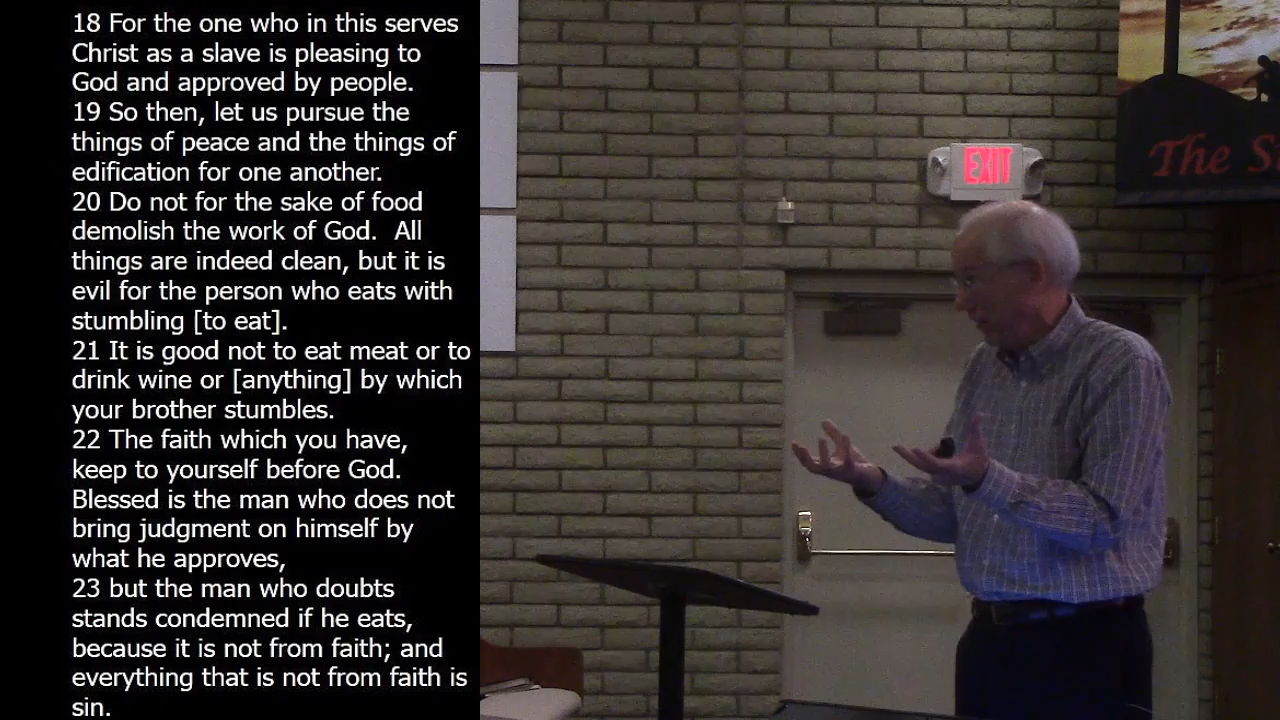 18 For the one who in this serves
Christ as a slave is pleasing to
God and approved by people.
19 So then, let us pursue the
things of peace and the things of
edification for one another.
20 Do not for the sake of food
demolish the work of God.  All
things are indeed clean, but it is
evil for the person who eats with
stumbling [to eat].
21 It is good not to eat meat or to
drink wine or [anything] by which
your brother stumbles.
22 The faith which you have,
keep to yourself before God.
Blessed is the man who does not
bring judgment on himself by
what he approves,
23 but the man who doubts
stands condemned if he eats,
because it is not from faith; and
everything that is not from faith is
sin.
EXIT
The S